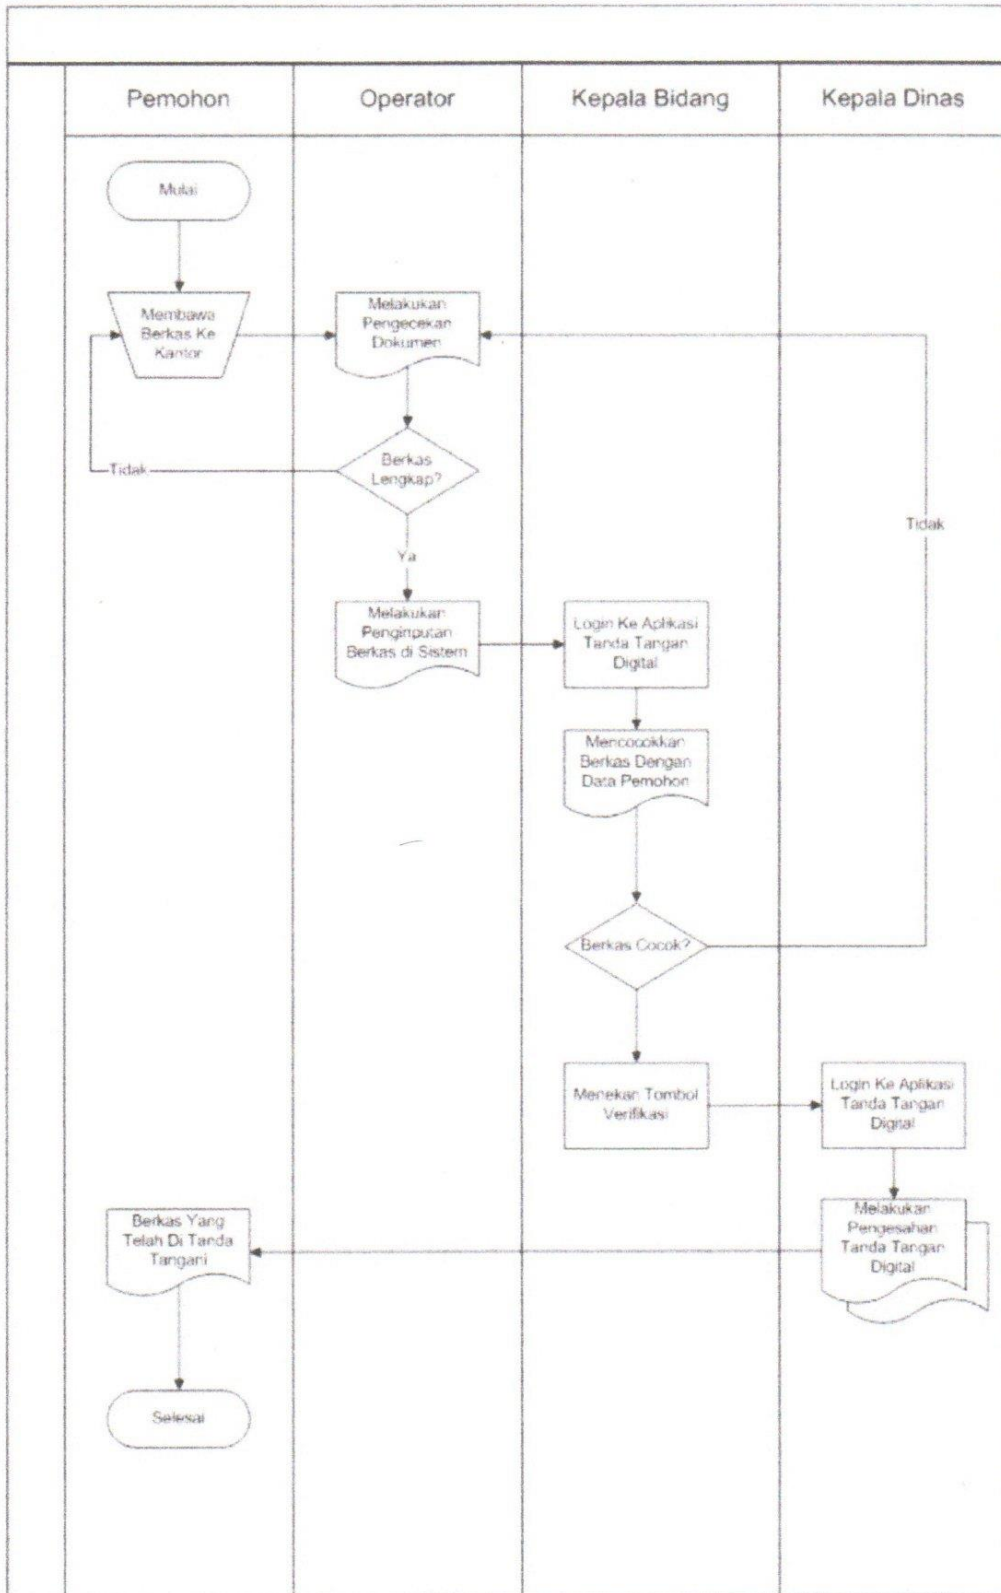 Pemohon
Operator
Kepala Bidang
Kepala Dinas
Mulai
Membawa
Berkas Ke
Kantor
Melakukan
Pengecekan
Dokumen
Berkas
Lengkap?
Tidak
Tidak
Ya
Melakukan
Penginputan
Berkas di Sistem
Login Ke Aplikasi
Tanda Tangan
Digital
Mencocokkan
Berkas Dengan
Data Pemohon
Berkas Cocok?
Menekan Tombol
Verifikasi
Login Ke Aplikasi
Tanda Tangan
Digital
Melakukan
Pengesahan
Tanda Tangan
Digital
Berkas Yang
Telah Di Tanda
Tangani
Selesai